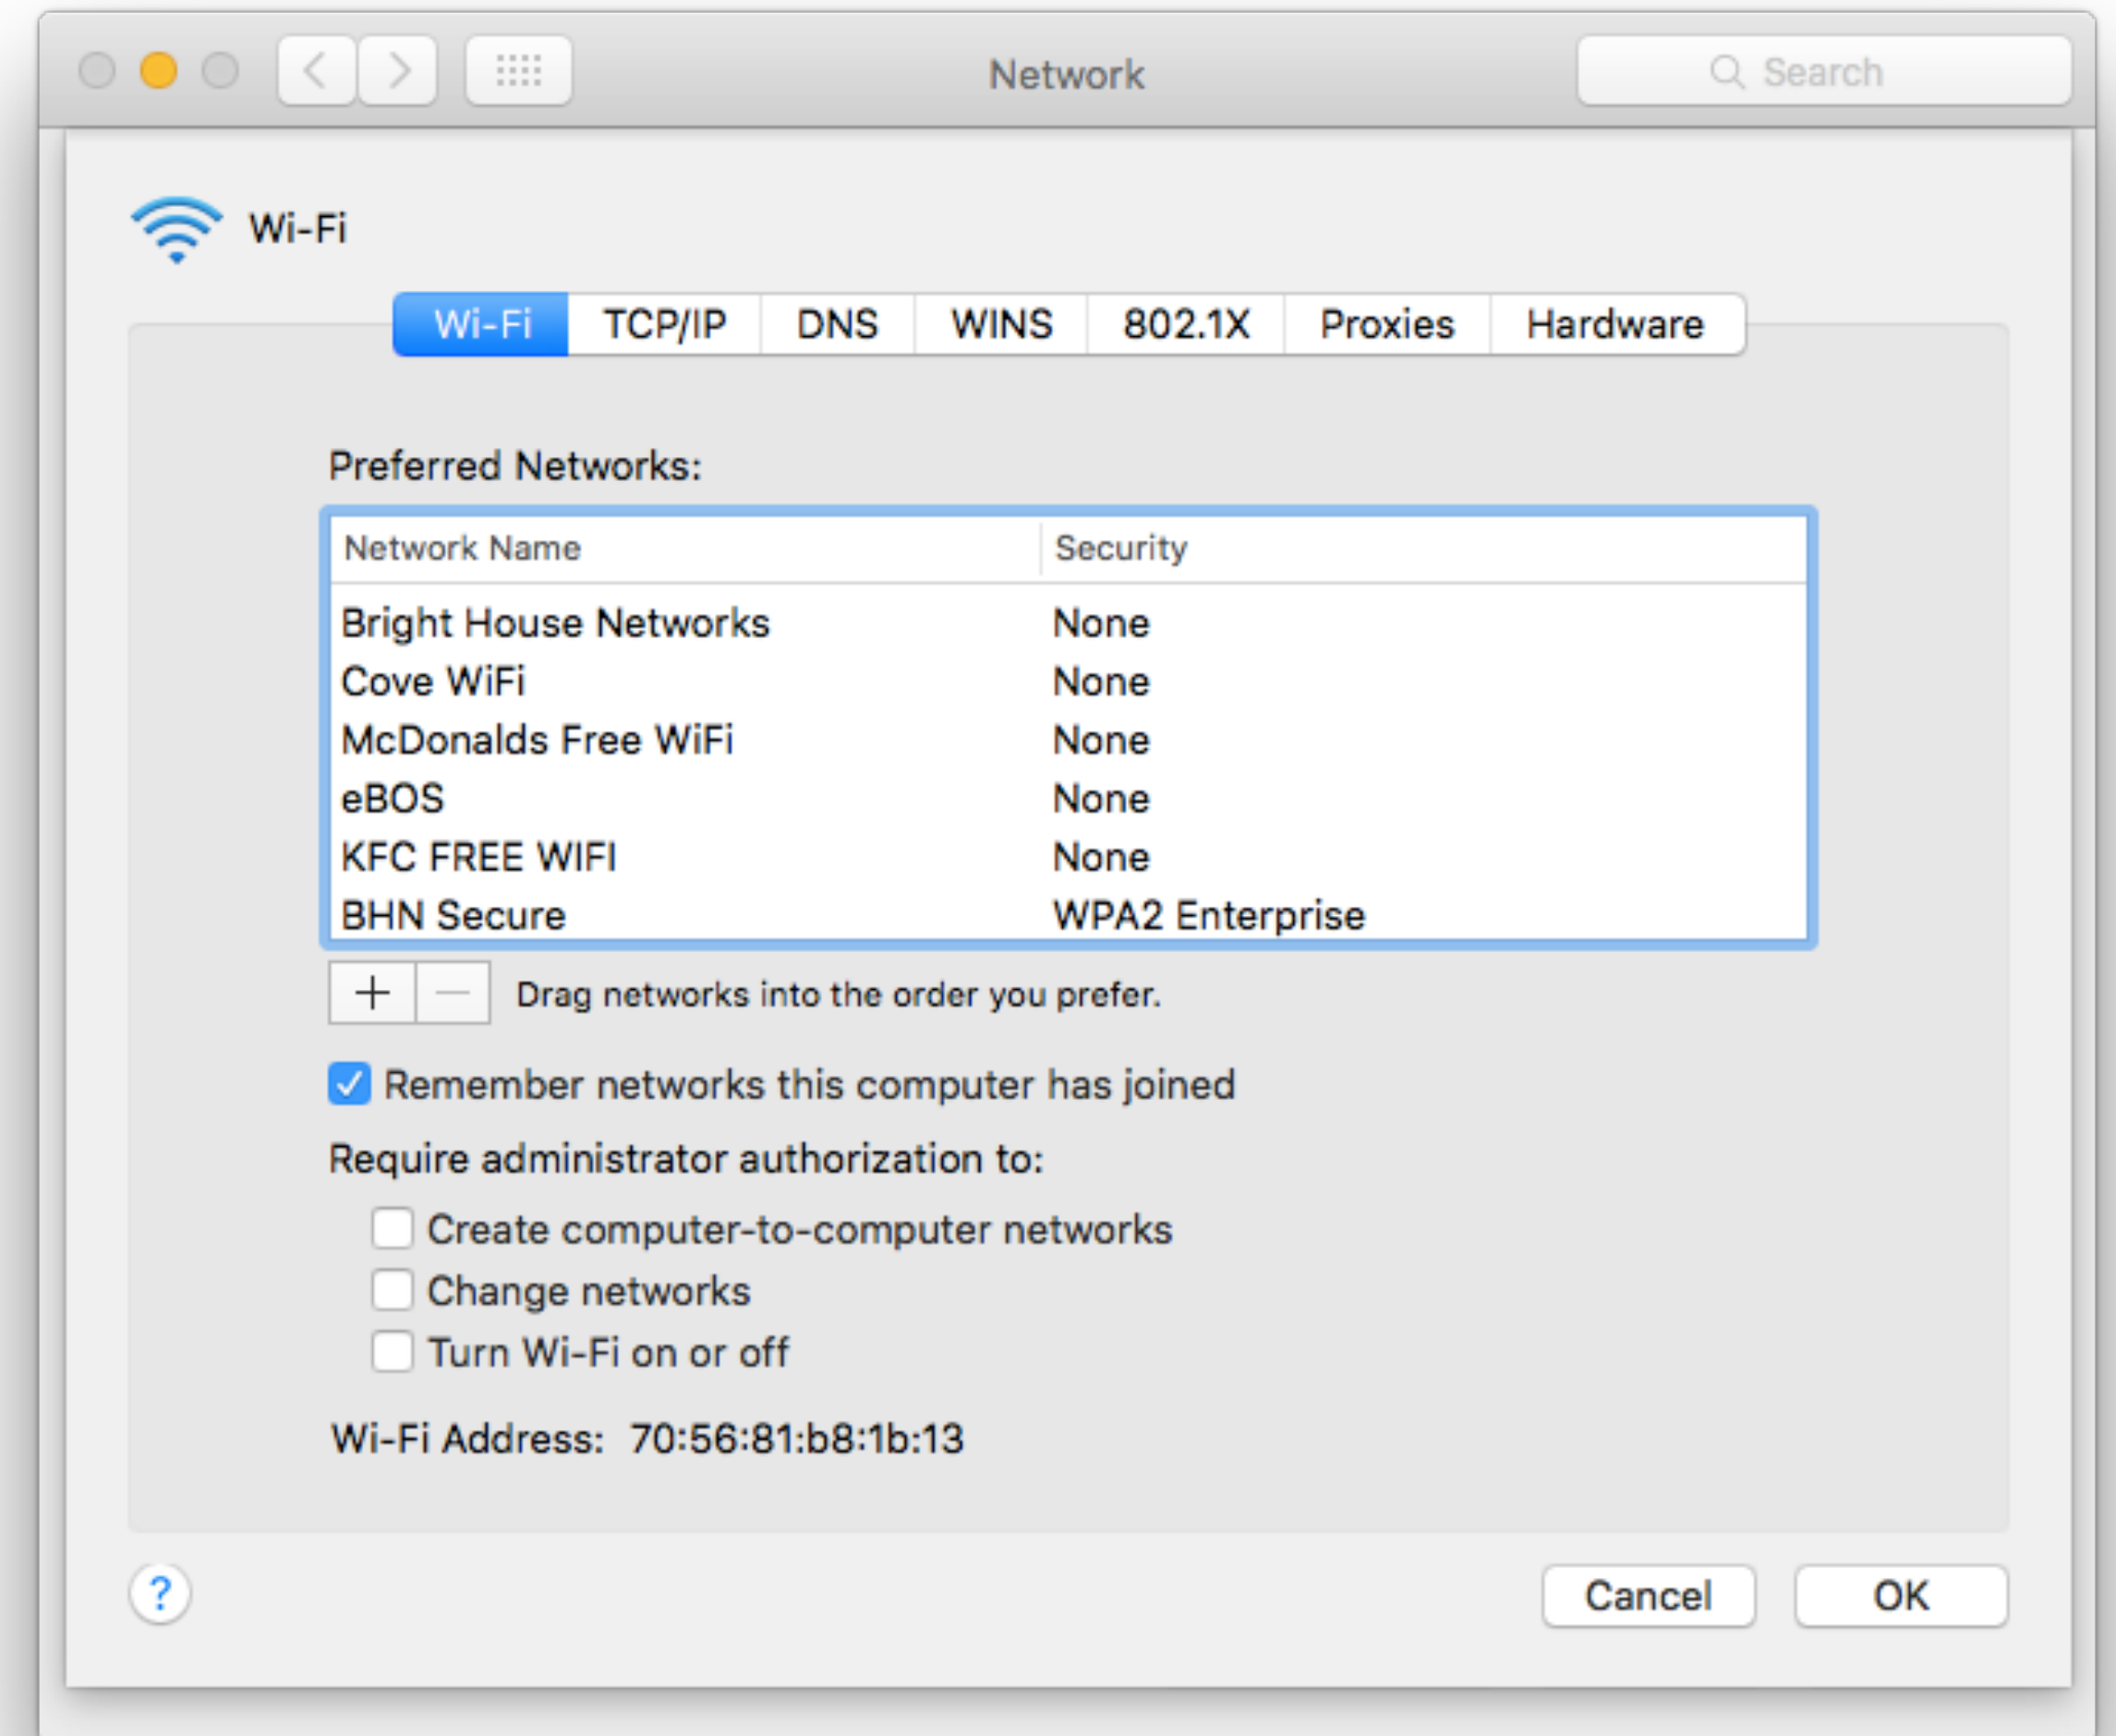 Network
Search
Wi-Fi
Wi-Fi TCP/IP DNS WINS 802.1X Proxies Hardware
Preferred Networks:
Network Name Security
Bright House Networks None
Cove WiFi None
McDonalds Free WiFi None
eBOS None
KFC FREE WIFI None
BHN Secure WPA2 Enterprise
+ − Drag networks into the order you prefer.
Remember networks this computer has joined
Require administrator authorization to:
Create computer-to-computer networks
Change networks
Turn Wi-Fi on or off
Wi-Fi Address: 70:56:81:b8:1b:13
? Cancel OK